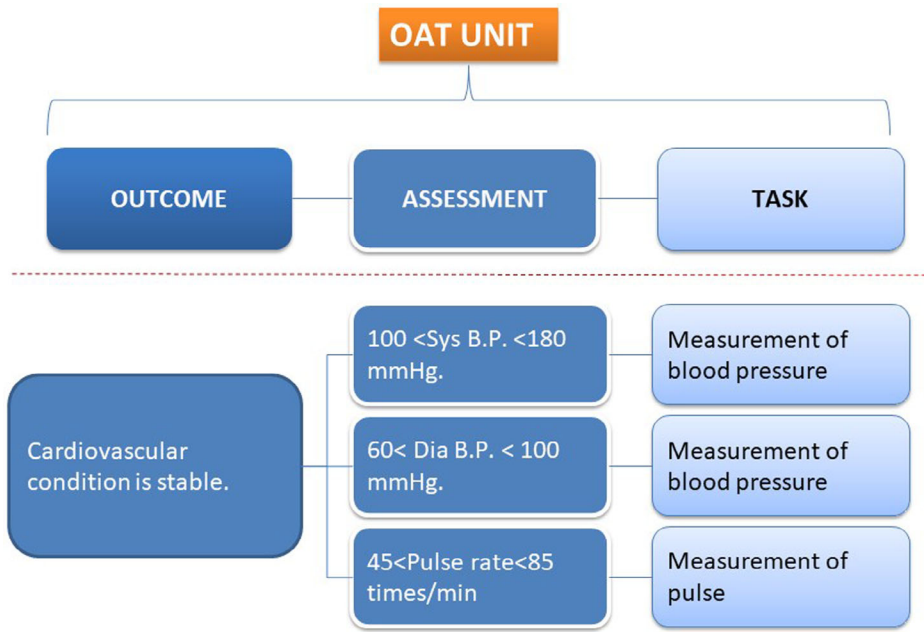 OAT UNIT
OUTCOME
ASSESSMENT
TASK
Cardiovascular
condition is stable.
100 <Sys B.P. <180
mmHg.
Measurement of
blood pressure
60< Dia B.P. < 100
mmHg.
Measurement of
blood pressure
45<Pulse rate<85
times/min
Measurement of
pulse